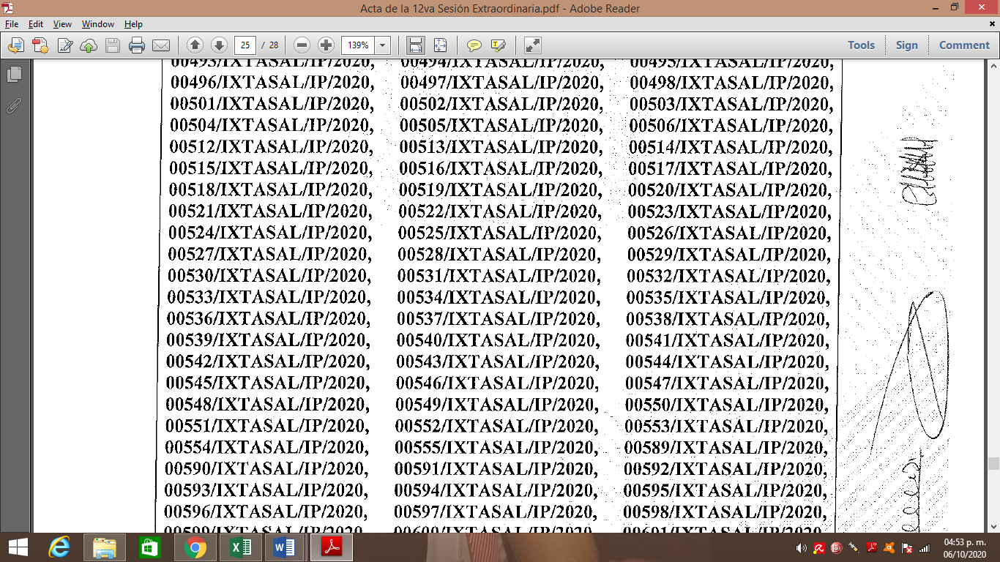 Acta de la 12va Sesión Extraordinaria.pdf - Adobe Reader
File Edit View Window Help
25 / 28 139% Tools Sign Comment
00493/IXTASAL/IP/2020, 00494/IXTASAL/IP/2020, 00495/IXTASAL/IP/2020,
00496/IXTASAL/IP/2020, 00497/IXTASAL/IP/2020, 00498/IXTASAL/IP/2020,
00501/IXTASAL/IP/2020, 00502/IXTASAL/IP/2020, 00503/IXTASAL/IP/2020,
00504/IXTASAL/IP/2020, 00505/IXTASAL/IP/2020, 00506/IXTASAL/IP/2020,
00512/IXTASAL/IP/2020, 00513/IXTASAL/IP/2020, 00514/IXTASAL/IP/2020,
00515/IXTASAL/IP/2020, 00516/IXTASAL/IP/2020, 00517/IXTASAL/IP/2020,
00518/IXTASAL/IP/2020, 00519/IXTASAL/IP/2020, 00520/IXTASAL/IP/2020,
00521/IXTASAL/IP/2020, 00522/IXTASAL/IP/2020, 00523/IXTASAL/IP/2020,
00524/IXTASAL/IP/2020, 00525/IXTASAL/IP/2020, 00526/IXTASAL/IP/2020,
00527/IXTASAL/IP/2020, 00528/IXTASAL/IP/2020, 00529/IXTASAL/IP/2020,
00530/IXTASAL/IP/2020, 00531/IXTASAL/IP/2020, 00532/IXTASAL/IP/2020,
00533/IXTASAL/IP/2020, 00534/IXTASAL/IP/2020, 00535/IXTASAL/IP/2020,
00536/IXTASAL/IP/2020, 00537/IXTASAL/IP/2020, 00538/IXTASAL/IP/2020,
00539/IXTASAL/IP/2020, 00540/IXTASAL/IP/2020, 00541/IXTASAL/IP/2020,
00542/IXTASAL/IP/2020, 00543/IXTASAL/IP/2020, 00544/IXTASAL/IP/2020,
00545/IXTASAL/IP/2020, 00546/IXTASAL/IP/2020, 00547/IXTASAL/IP/2020,
00548/IXTASAL/IP/2020, 00549/IXTASAL/IP/2020, 00550/IXTASAL/IP/2020,
00551/IXTASAL/IP/2020, 00552/IXTASAL/IP/2020, 00553/IXTASAL/IP/2020,
00554/IXTASAL/IP/2020, 00555/IXTASAL/IP/2020, 00589/IXTASAL/IP/2020,
00590/IXTASAL/IP/2020, 00591/IXTASAL/IP/2020, 00592/IXTASAL/IP/2020,
00593/IXTASAL/IP/2020, 00594/IXTASAL/IP/2020, 00595/IXTASAL/IP/2020,
00596/IXTASAL/IP/2020, 00597/IXTASAL/IP/2020, 00598/IXTASAL/IP/2020,
00599/IXTASAL/IP/2020, 00600/IXTASAL/IP/2020, 00601/IXTASAL/IP/2020,
04:53 p. m.
06/10/2020